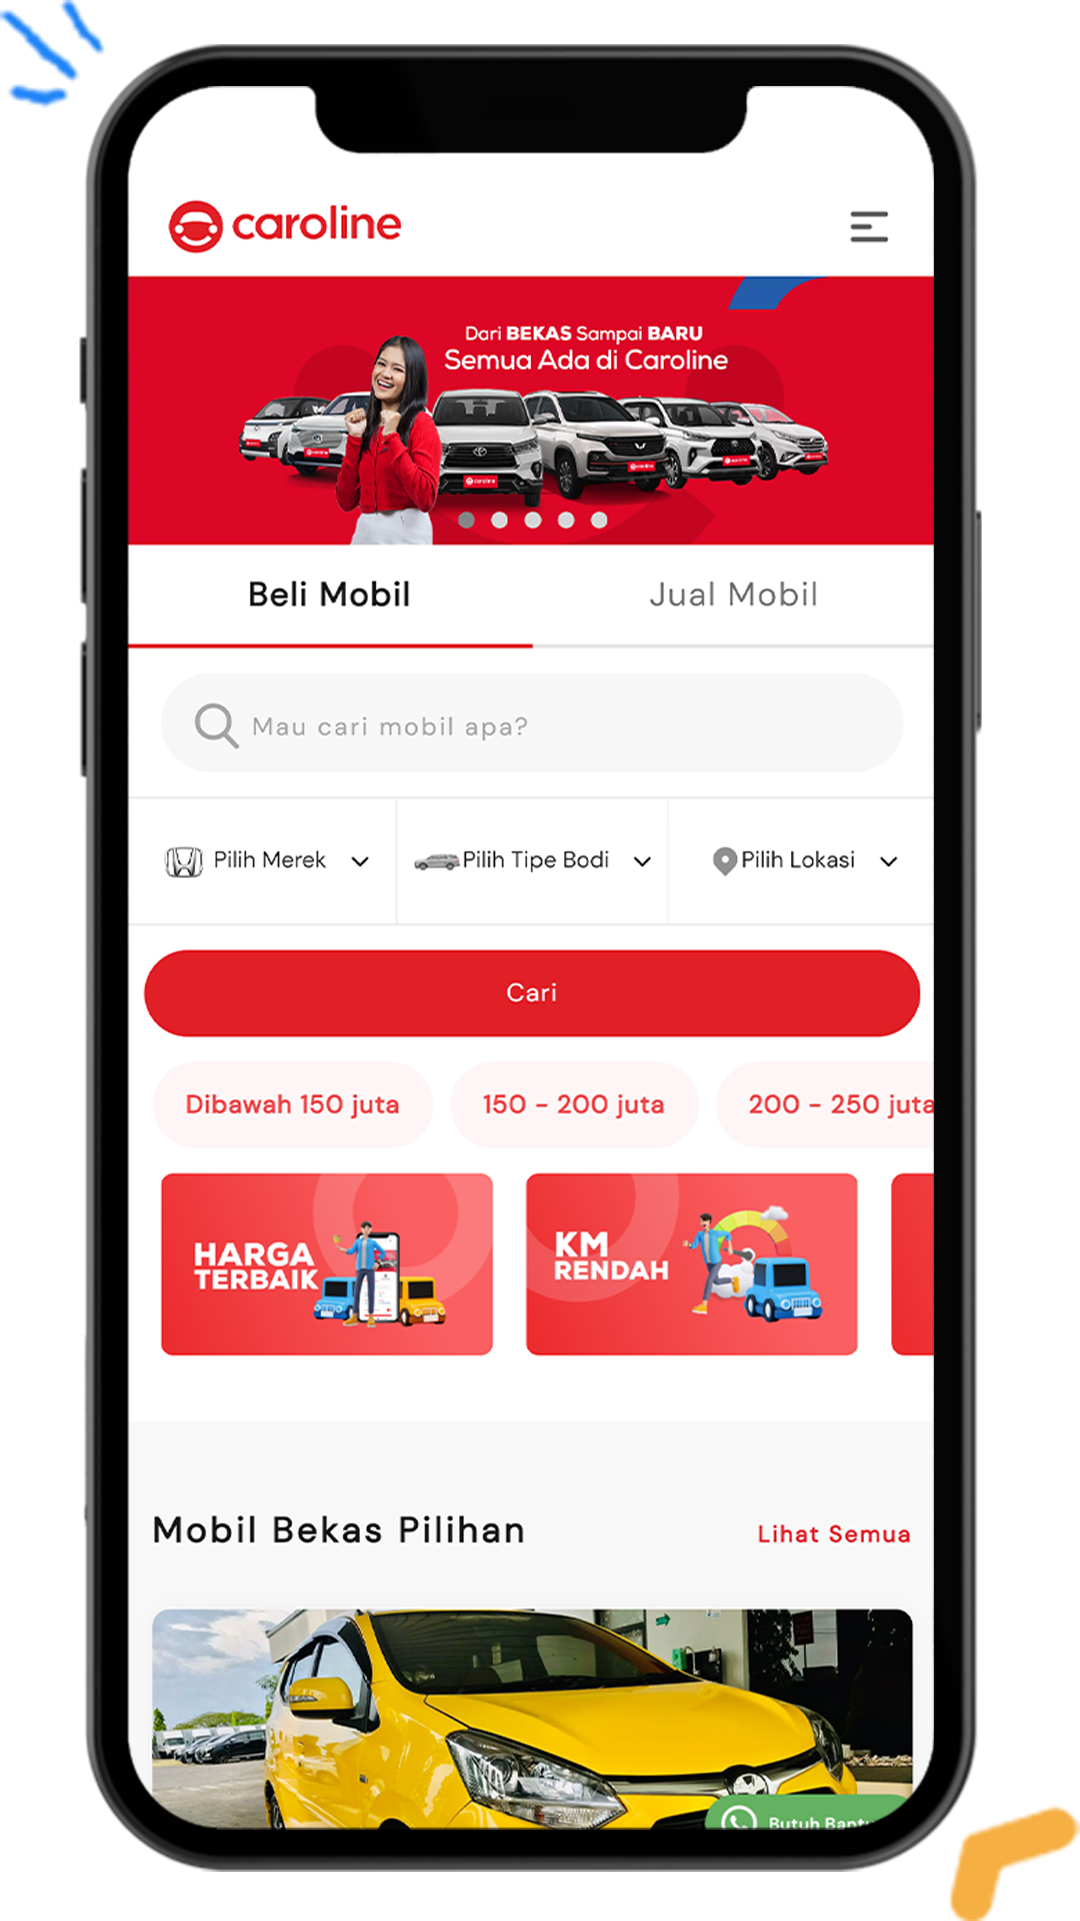 caroline
Dari BEKAS Sampai BARU
Semua Ada di Caroline
Beli Mobil
Jual Mobil
Mau cari mobil apa?
Pilih Merek
Pilih Tipe Bodi
Pilih Lokasi
Cari
Dibawah 150 juta
150 - 200 juta
200 - 250 juta
HARGA
TERBAIK
KM
RENDAH
Mobil Bekas Pilihan
Lihat Semua
Butuh